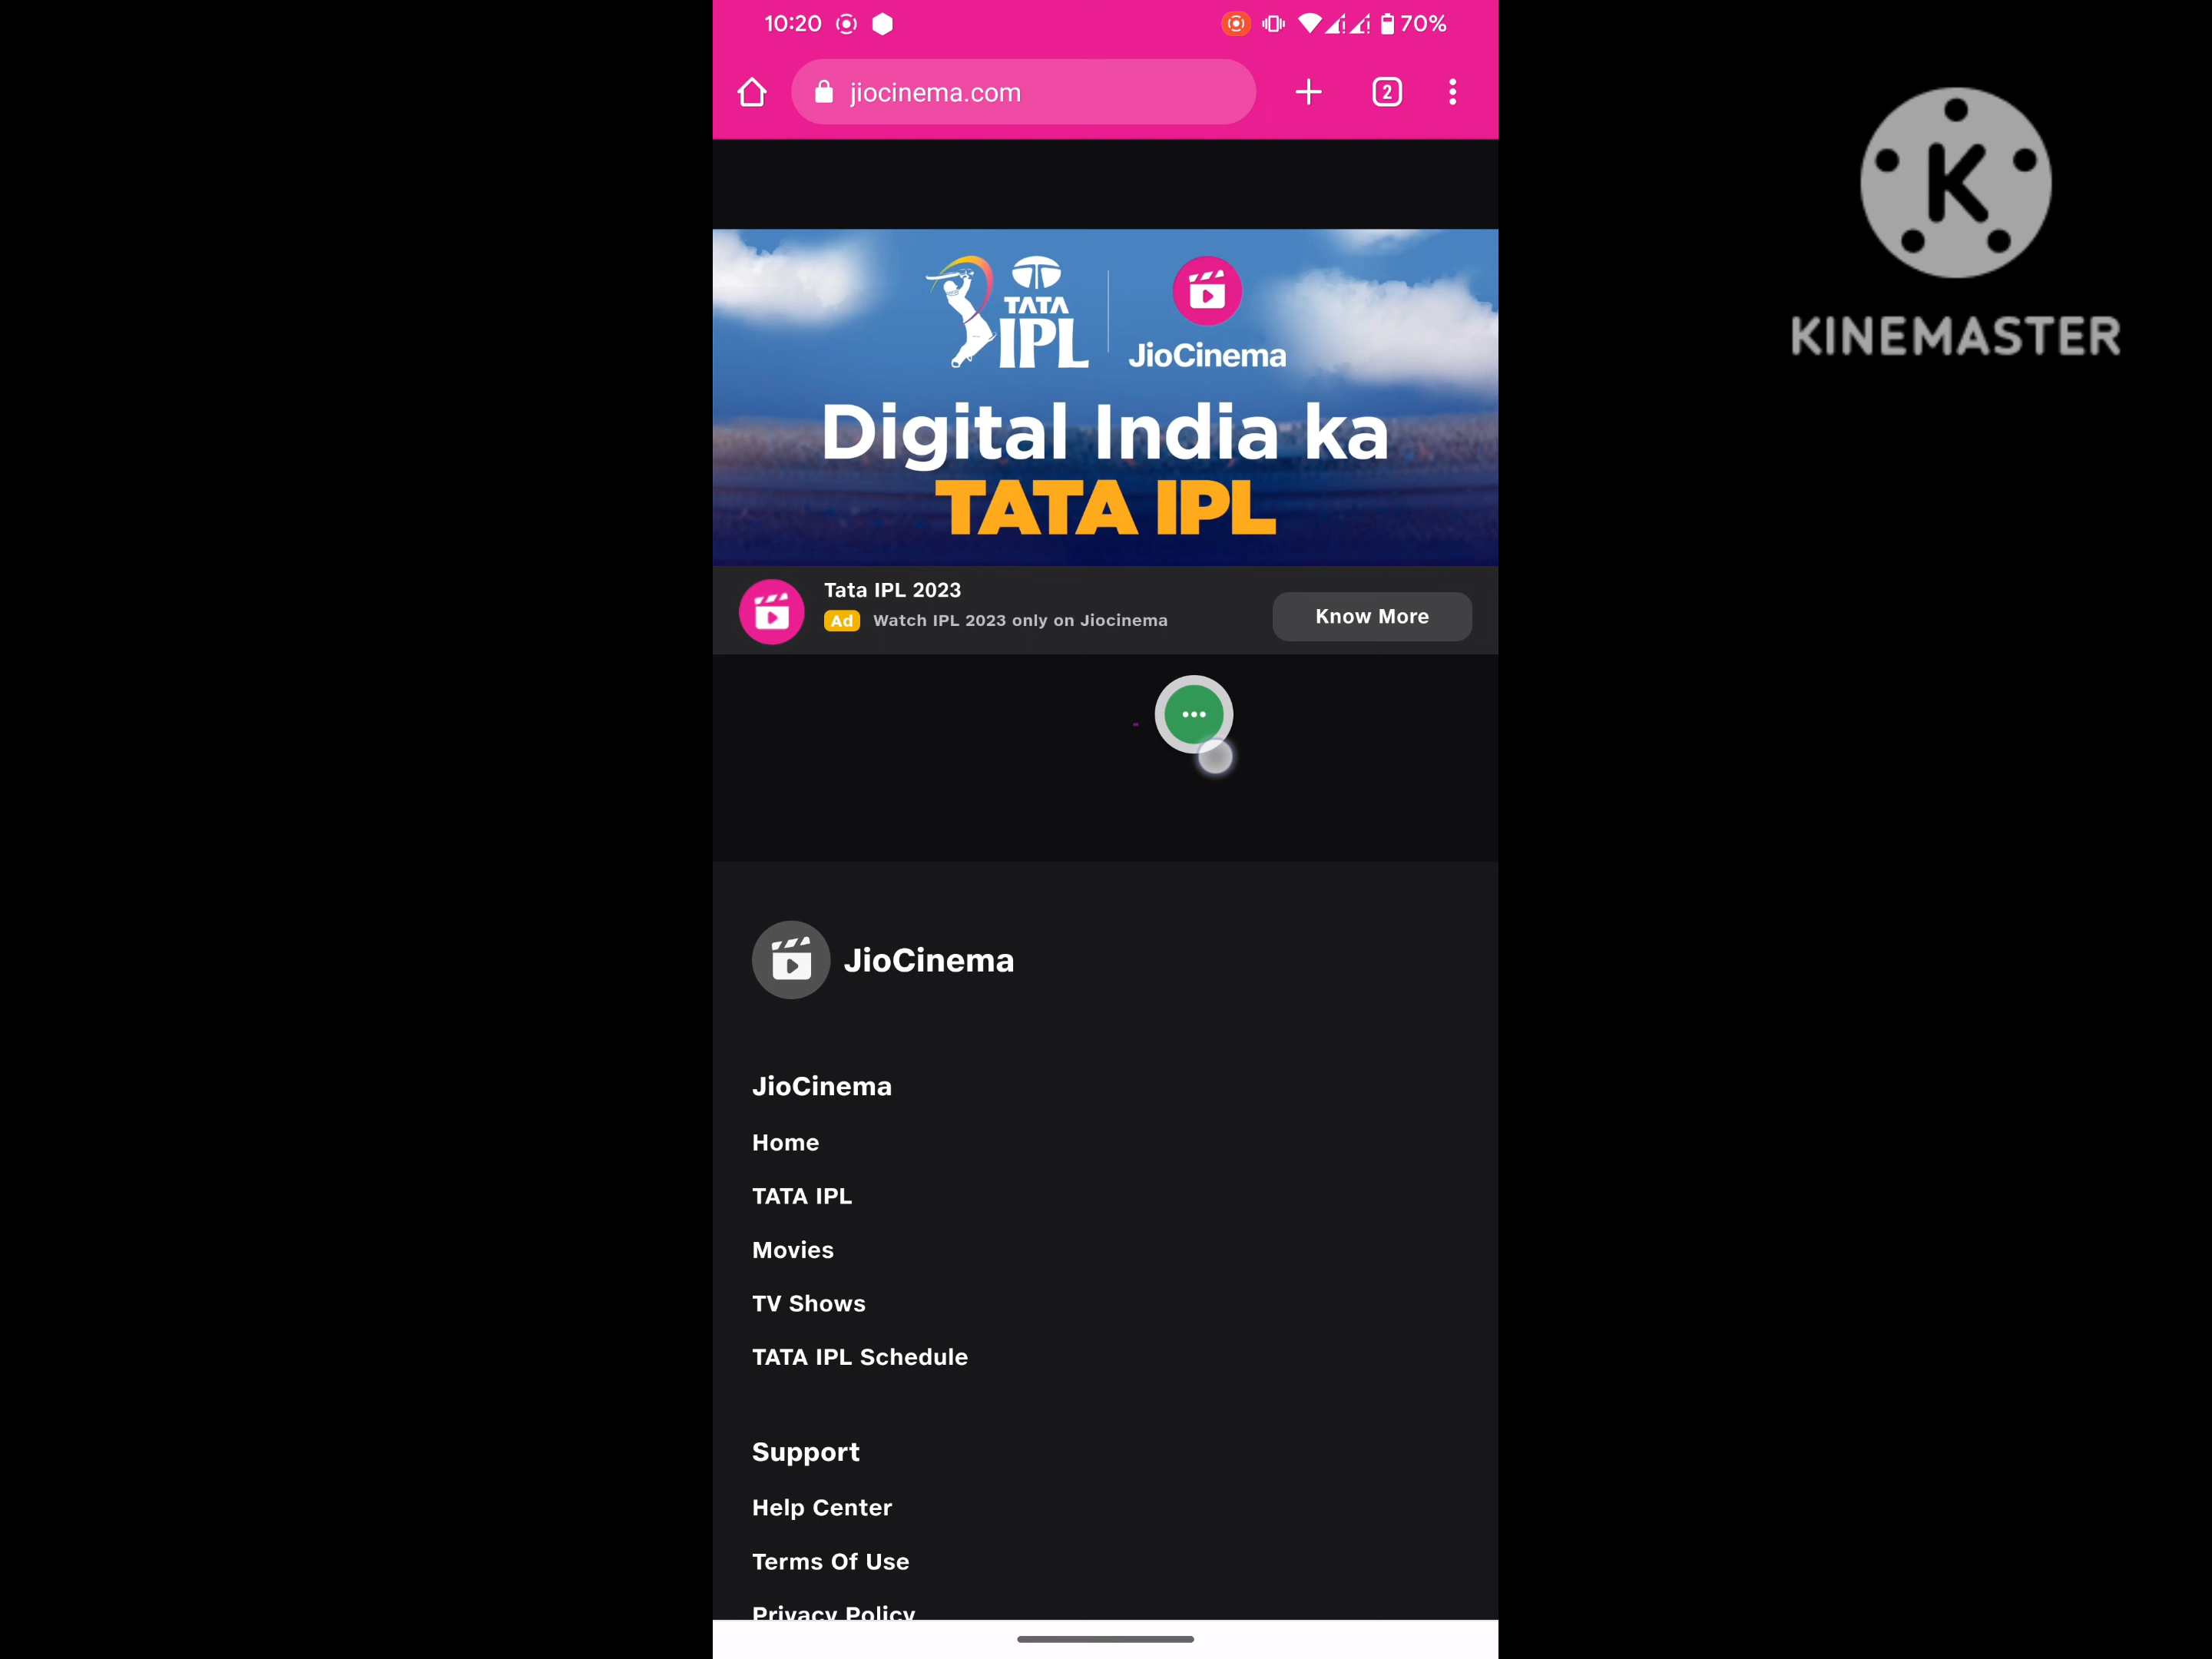 10:20
70%
jiocinema.com
2
K
KINEMASTER
TATA
IPL
JioCinema
Digital India ka
TATA IPL
Tata IPL 2023
Ad Watch IPL 2023 only on Jiocinema
Know More
JioCinema
JioCinema
Home
TATA IPL
Movies
TV Shows
TATA IPL Schedule
Support
Help Center
Terms Of Use
Privacy Policy